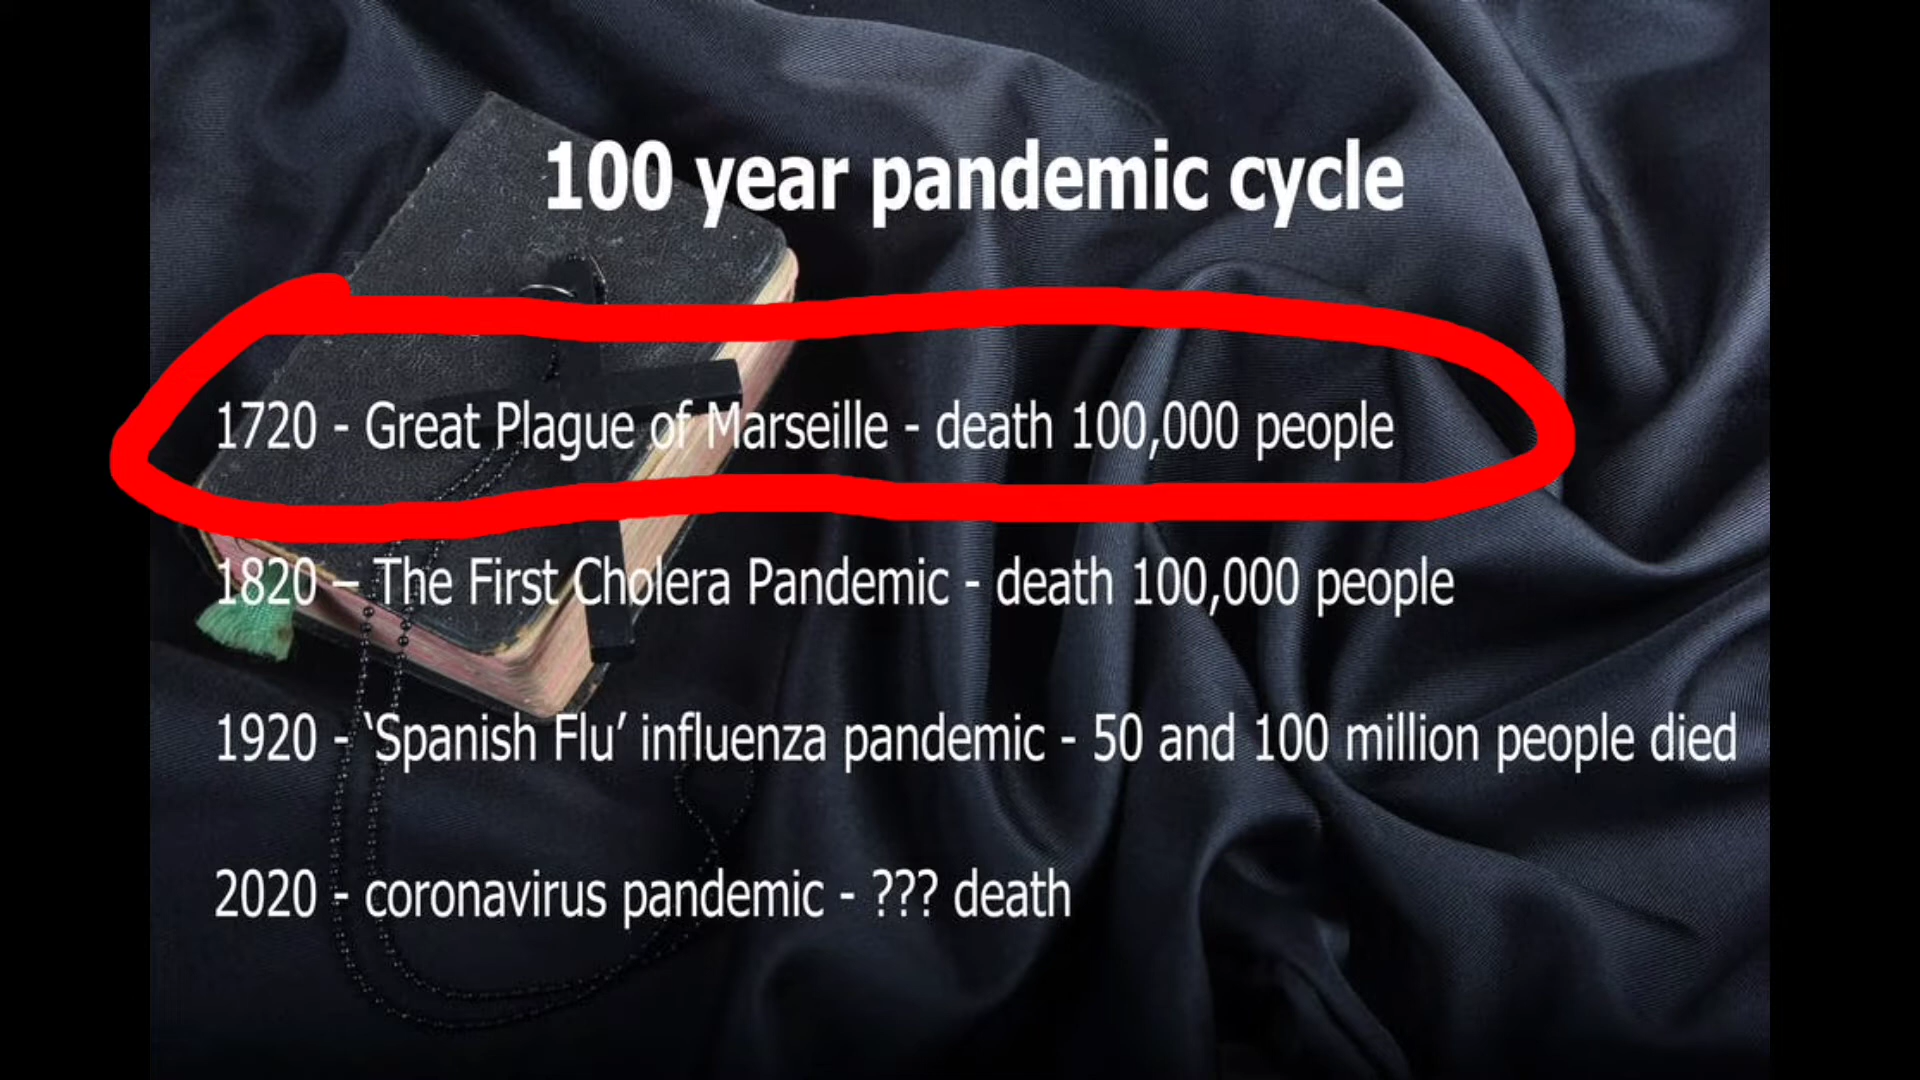 100 year pandemic cycle
1720 - Great Plague of Marseille - death 100,000 people
1820 – The First Cholera Pandemic - death 100,000 people
1920 - ‘Spanish Flu’ influenza pandemic - 50 and 100 million people died
2020 - coronavirus pandemic - ??? death